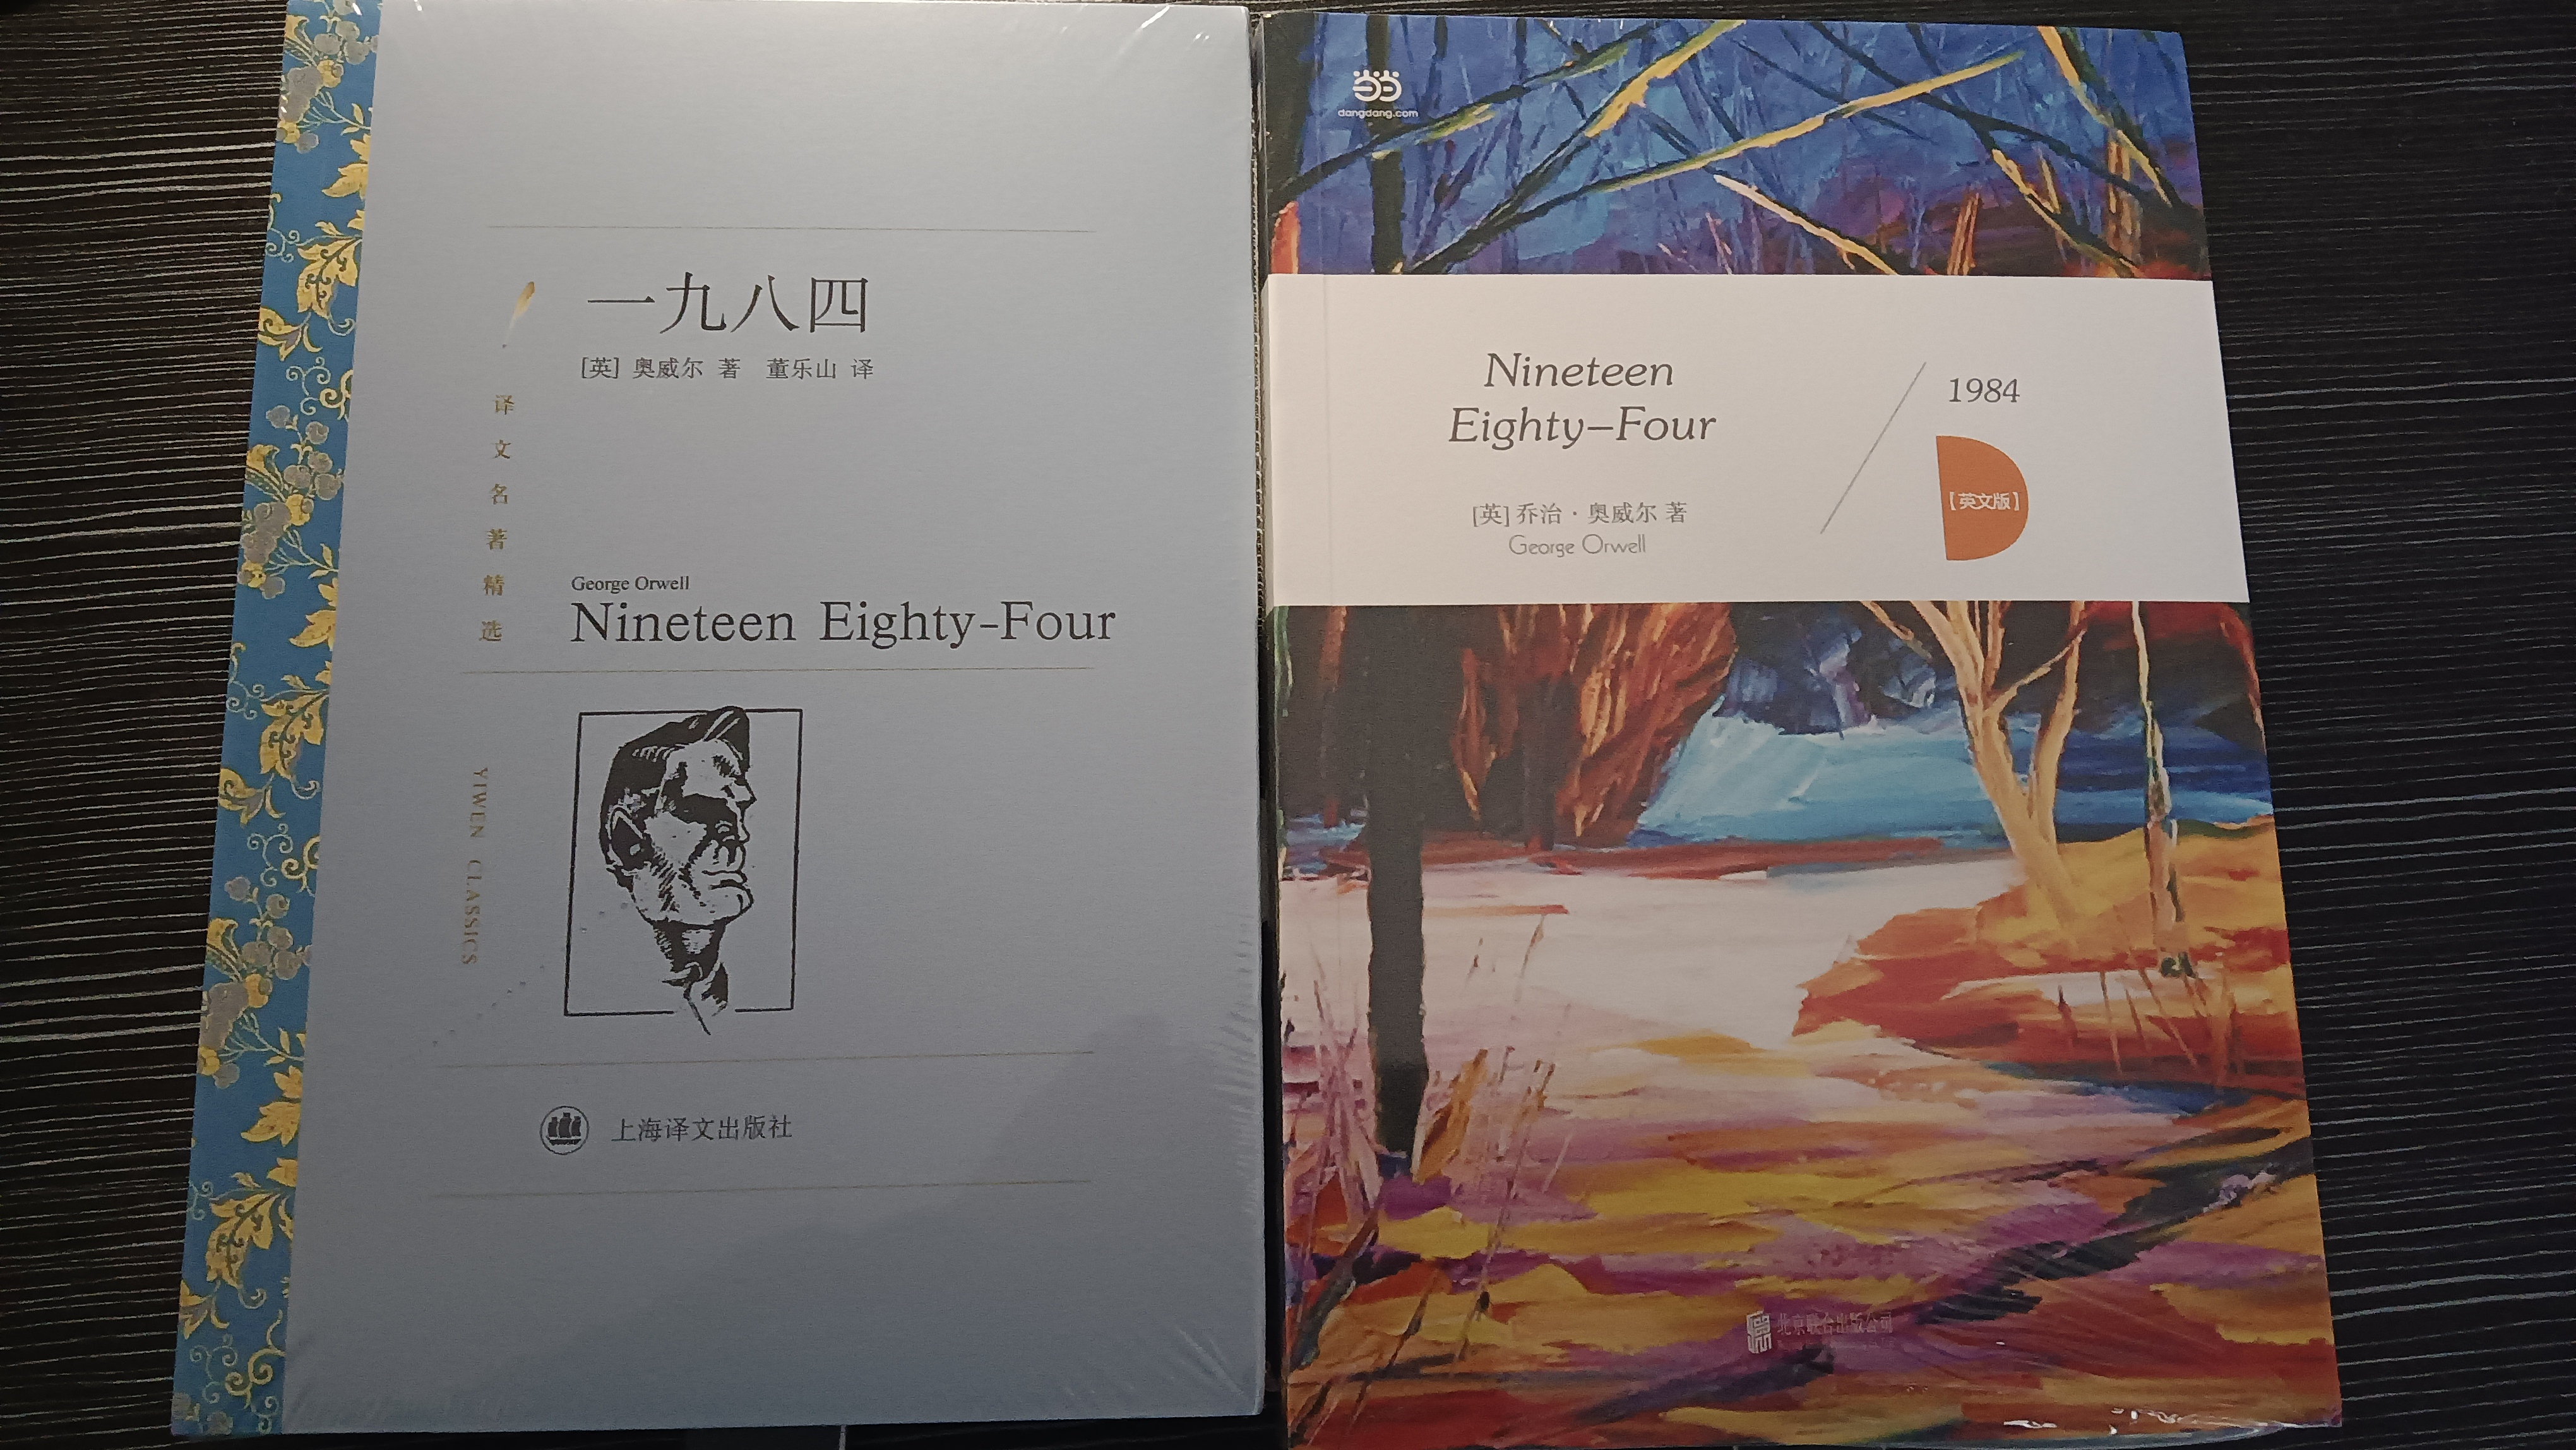 一九八四
[英] 奥威尔 著 董乐山 译
译文名著精选
George Orwell
Nineteen Eighty-Four
YIWEN CLASSICS
上海译文出版社
dangdang.com
Nineteen
Eighty–Four
1984
【英文版】
[英] 乔治·奥威尔 著
George Orwell
北京联合出版公司